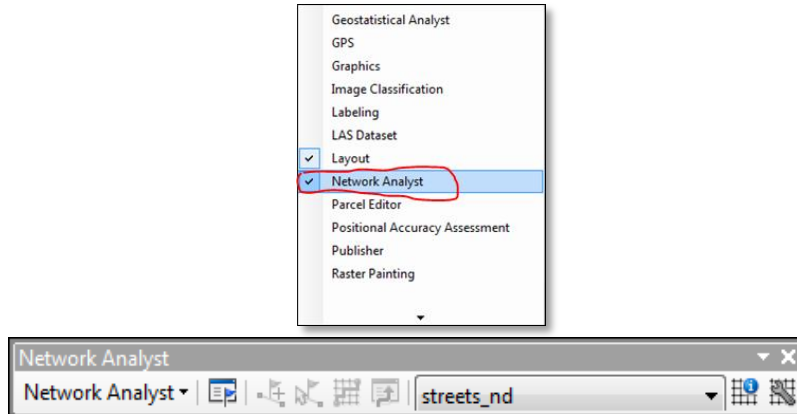 Geostatistical Analyst
GPS
Graphics
Image Classification
Labeling
LAS Dataset
Layout
Network Analyst
Parcel Editor
Positional Accuracy Assessment
Publisher
Raster Painting
Network Analyst
Network Analyst streets_nd